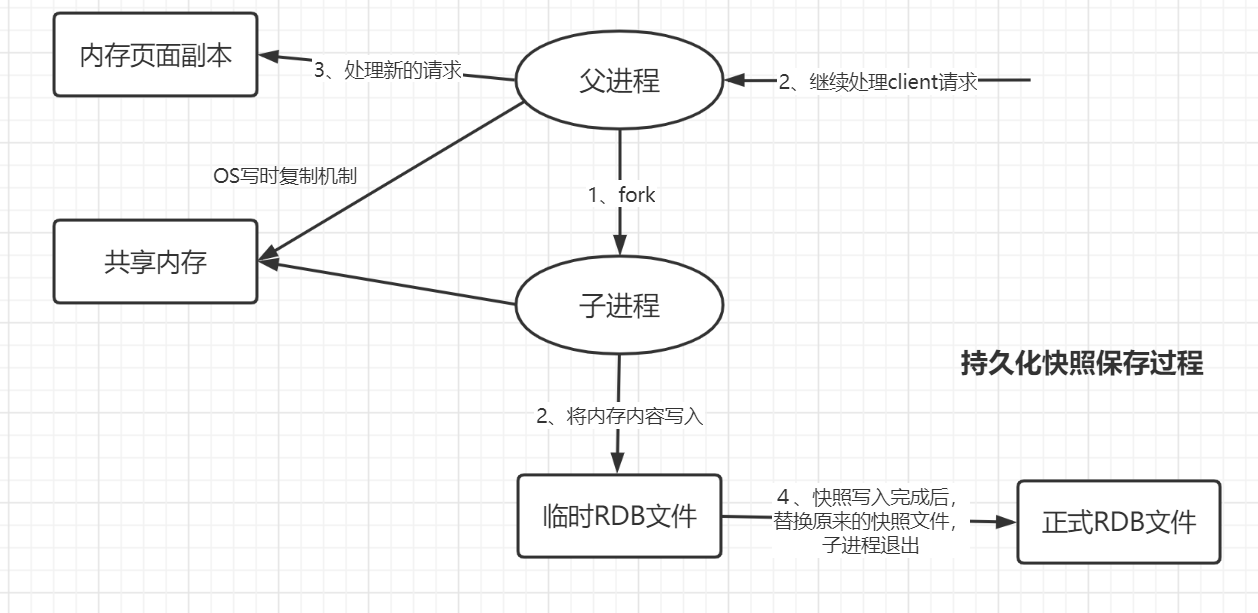 内存页面副本
3、处理新的请求
父进程
2、继续处理client请求
OS写时复制机制
1、fork
共享内存
子进程
持久化快照保存过程
2、将内存内容写入
临时RDB文件
4、快照写入完成后，
替换原来的快照文件，
子进程退出
正式RDB文件